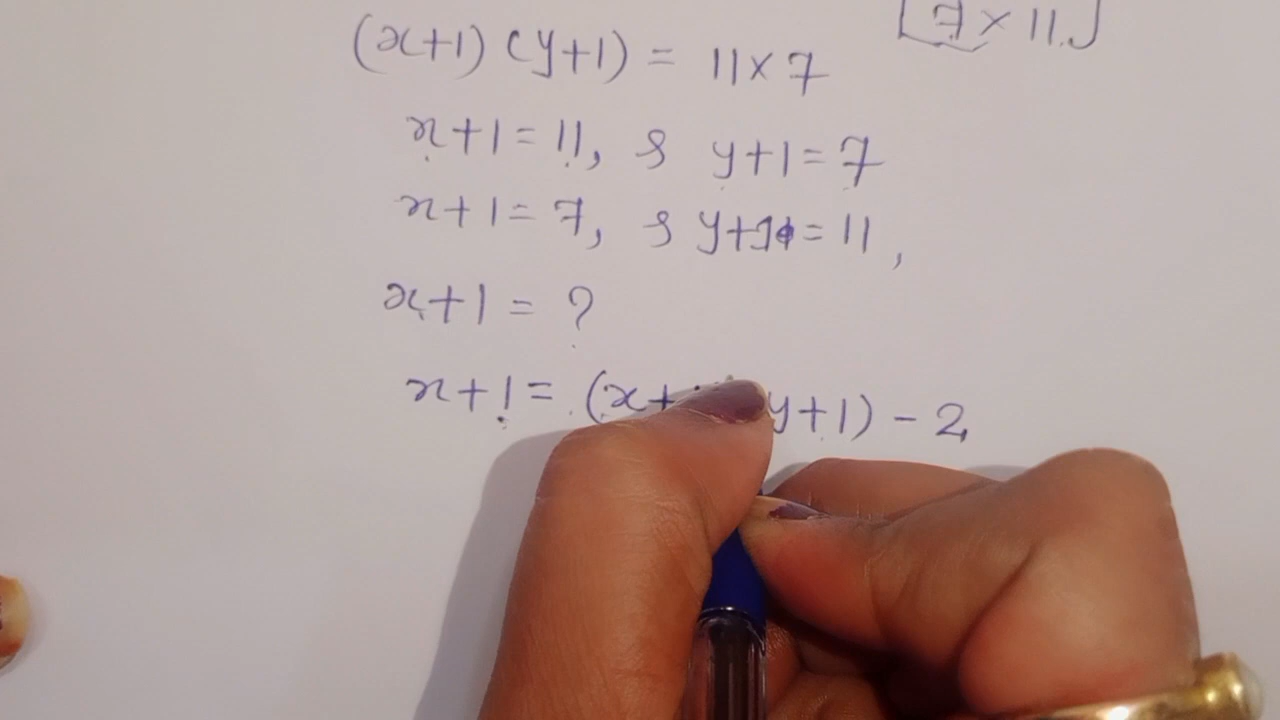 [7 × 11]
(x+1) (y+1) = 11 × 7
x+1 = 11, & y+1 = 7
x+1 = 7, & y+1 = 11,
x+1 = ?
x+1 = (x+ y+1) - 2